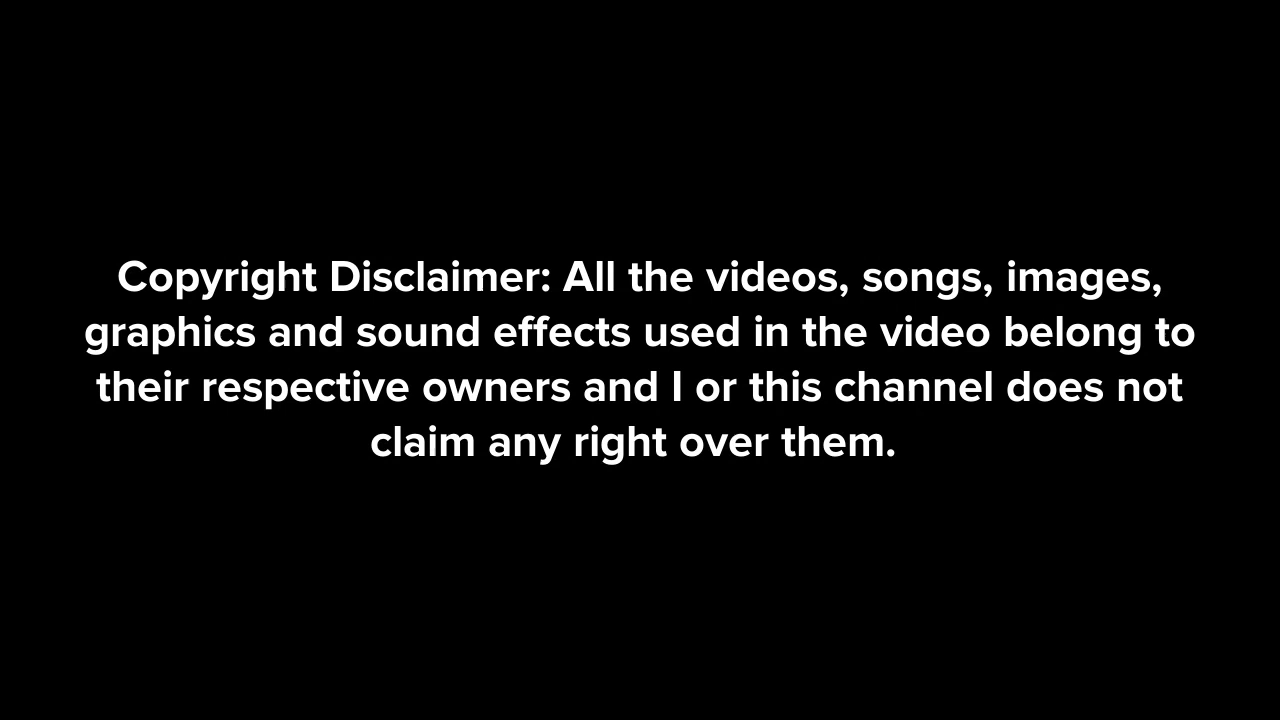 Copyright Disclaimer: All the videos, songs, images,
graphics and sound effects used in the video belong to
their respective owners and I or this channel does not
claim any right over them.